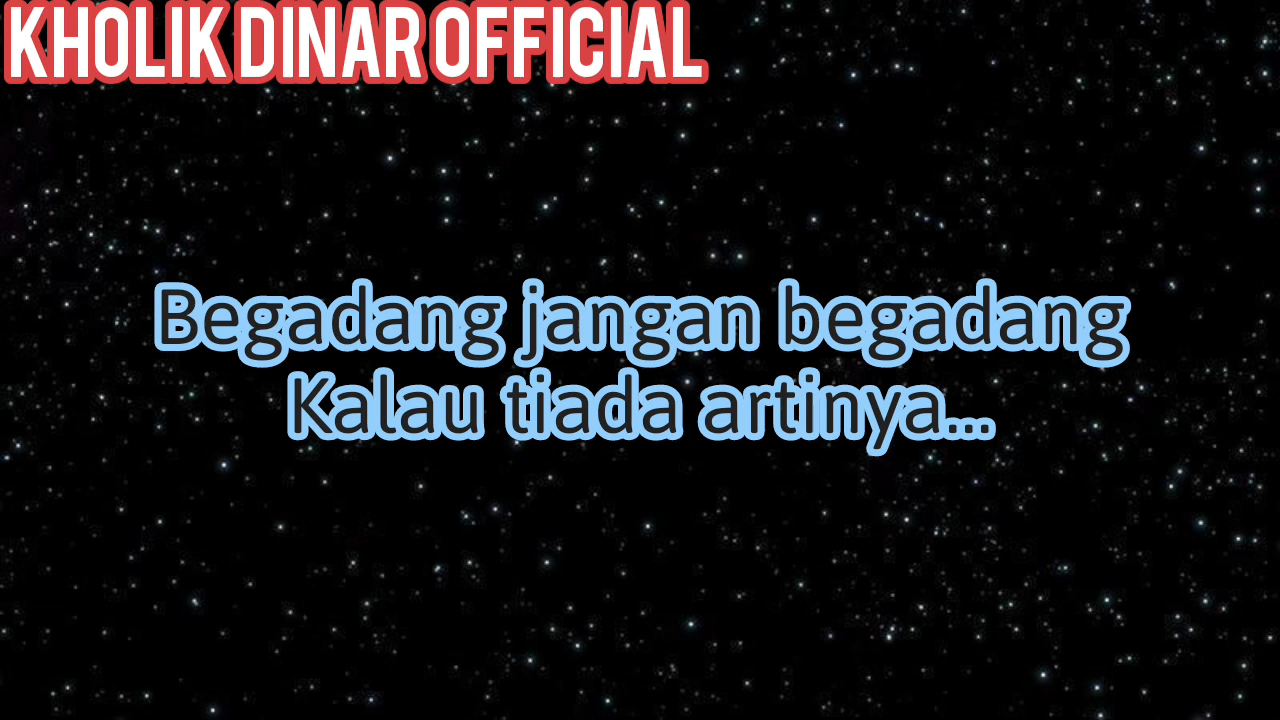 KHOLIK DINAR OFFICIAL
Begadang jangan begadang
Kalau tiada artinya...